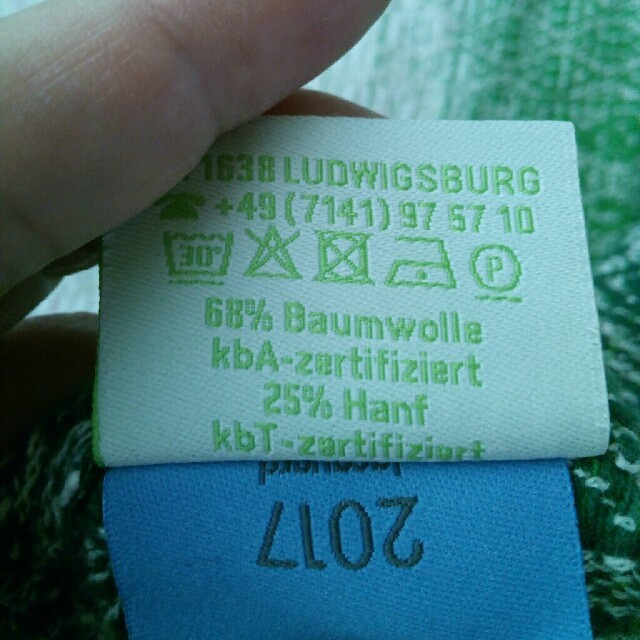 1638 LUDWIGSBURG
☎ +49 (7141) 97 57 10
30 P
68% Baumwolle
kbA-zertifiziert
25% Hanf
kbT-zertifiziert
2017